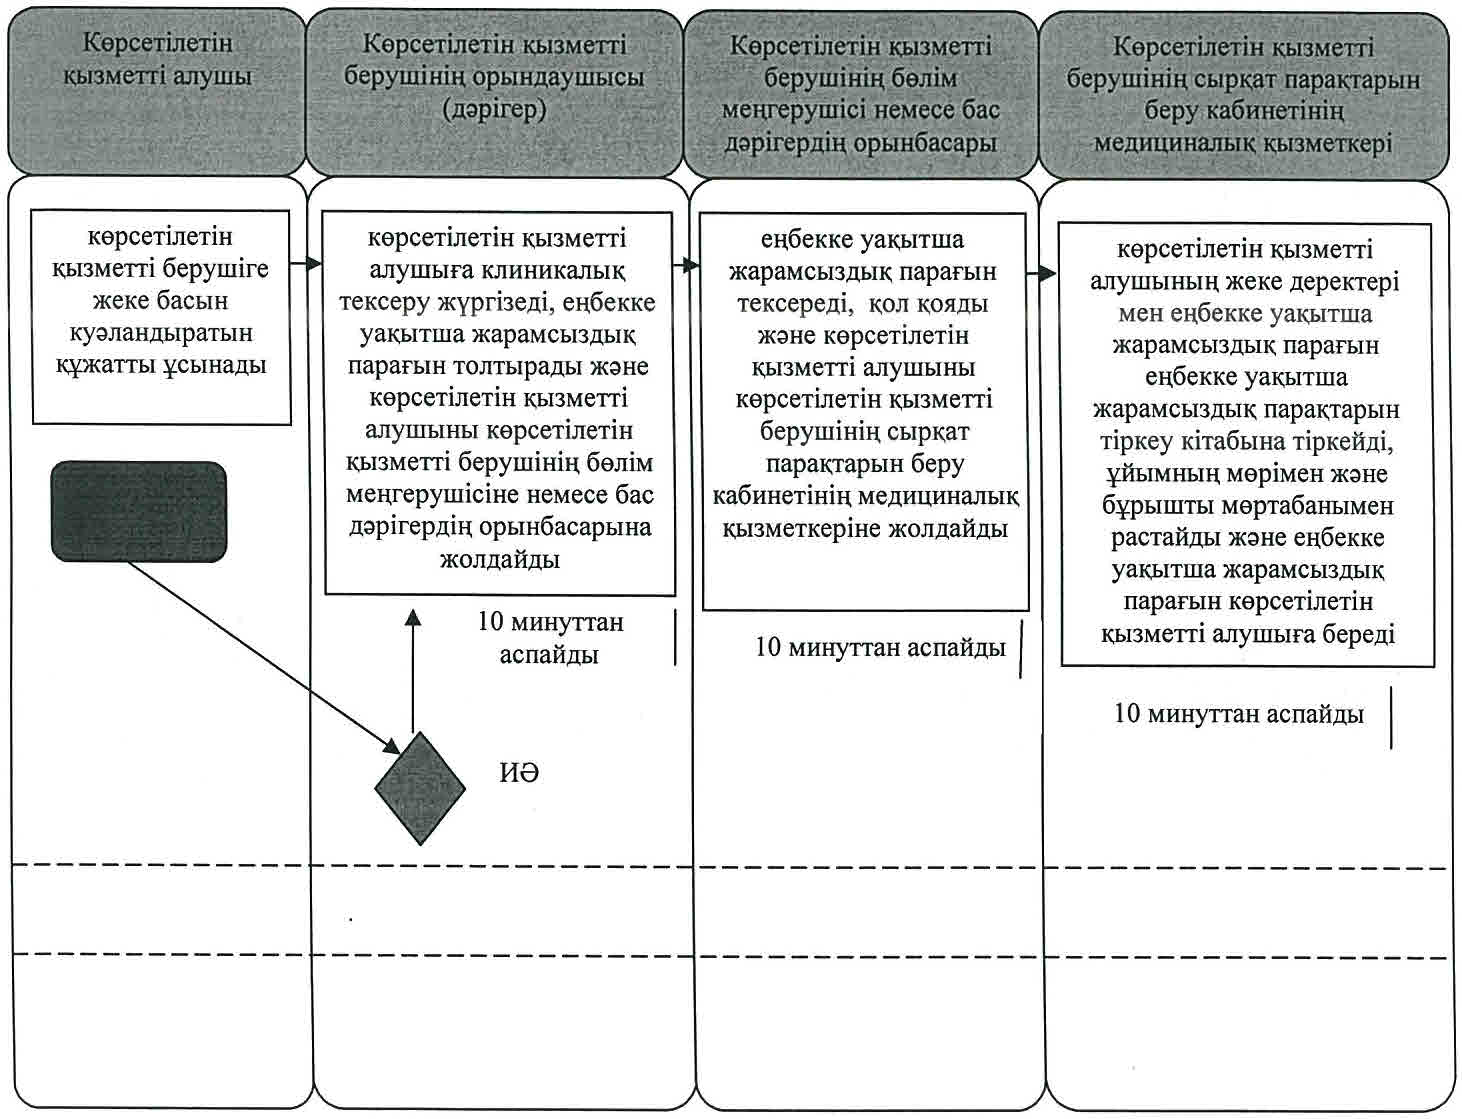 Көрсетілетін
қызметті алушы
Көрсетілетін қызметті
берушінің орындаушысы
(дәрігер)
Көрсетілетін қызметті
берушінің бөлім
меңгерушісі немесе бас
дәрігердің орынбасары
Көрсетілетін қызметті
берушінің сырқат парақтарын
беру кабинетінің
медициналық қызметкері
көрсетілетін
қызметті берушіге
жеке басын
куәландыратын
құжатты ұсынады
көрсетілетін қызметті
алушыға клиникалық
тексеру жүргізеді, еңбекке
уақытша жарамсыздық
парағын толтырады және
көрсетілетін қызметті
алушыны көрсетілетін
қызметті берушінің бөлім
меңгерушісіне немесе бас
дәрігердің орынбасарына
жолдайды
10 минуттан
аспайды
ИӘ
еңбекке уақытша
жарамсыздық парағын
тексереді, қол қояды
және көрсетілетін
қызметті алушыны
көрсетілетін қызметті
берушінің сырқат
парақтарын беру
кабинетінің медициналық
қызметкеріне жолдайды
10 минуттан аспайды
көрсетілетін қызметті
алушының жеке деректері
мен еңбекке уақытша
жарамсыздық парағын
еңбекке уақытша
жарамсыздық парақтарын
тіркеу кітабына тіркейді,
ұйымның мөрімен және
бұрышты мөртабанымен
растайды және еңбекке
уақытша жарамсыздық
парағын көрсетілетін
қызметті алушыға береді
10 минуттан аспайды